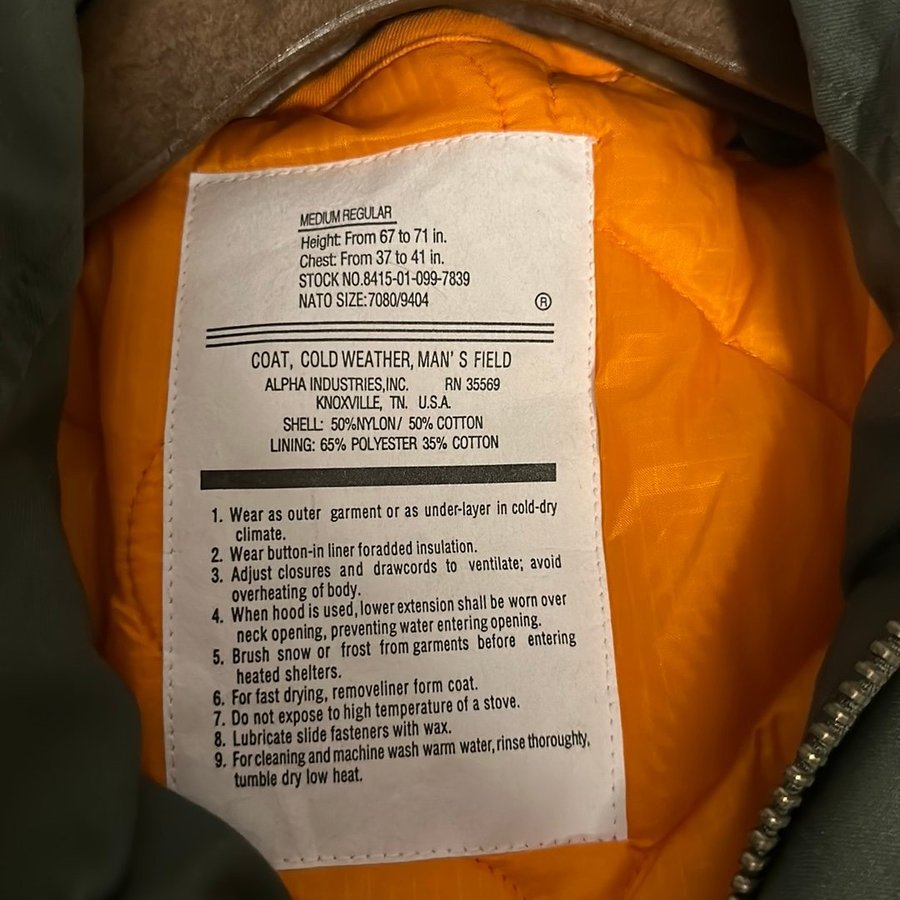 MEDIUM REGULAR
Height: From 67 to 71 in.
Chest: From 37 to 41 in.
STOCK NO.8415-01-099-7839
NATO SIZE:7080/9404 ®
COAT, COLD WEATHER, MAN' S FIELD
ALPHA INDUSTRIES,INC. RN 35569
KNOXVILLE, TN. U.S.A.
SHELL: 50%NYLON/ 50% COTTON
LINING: 65% POLYESTER 35% COTTON
1. Wear as outer garment or as under-layer in cold-dry
climate.
2. Wear button-in liner foradded insulation.
3. Adjust closures and drawcords to ventilate; avoid
overheating of body.
4. When hood is used, lower extension shall be worn over
neck opening, preventing water entering opening.
5. Brush snow or frost from garments before entering
heated shelters.
6. For fast drying, removeliner form coat.
7. Do not expose to high temperature of a stove.
8. Lubricate slide fasteners with wax.
9. For cleaning and machine wash warm water, rinse thoroughty,
tumble dry low heat.